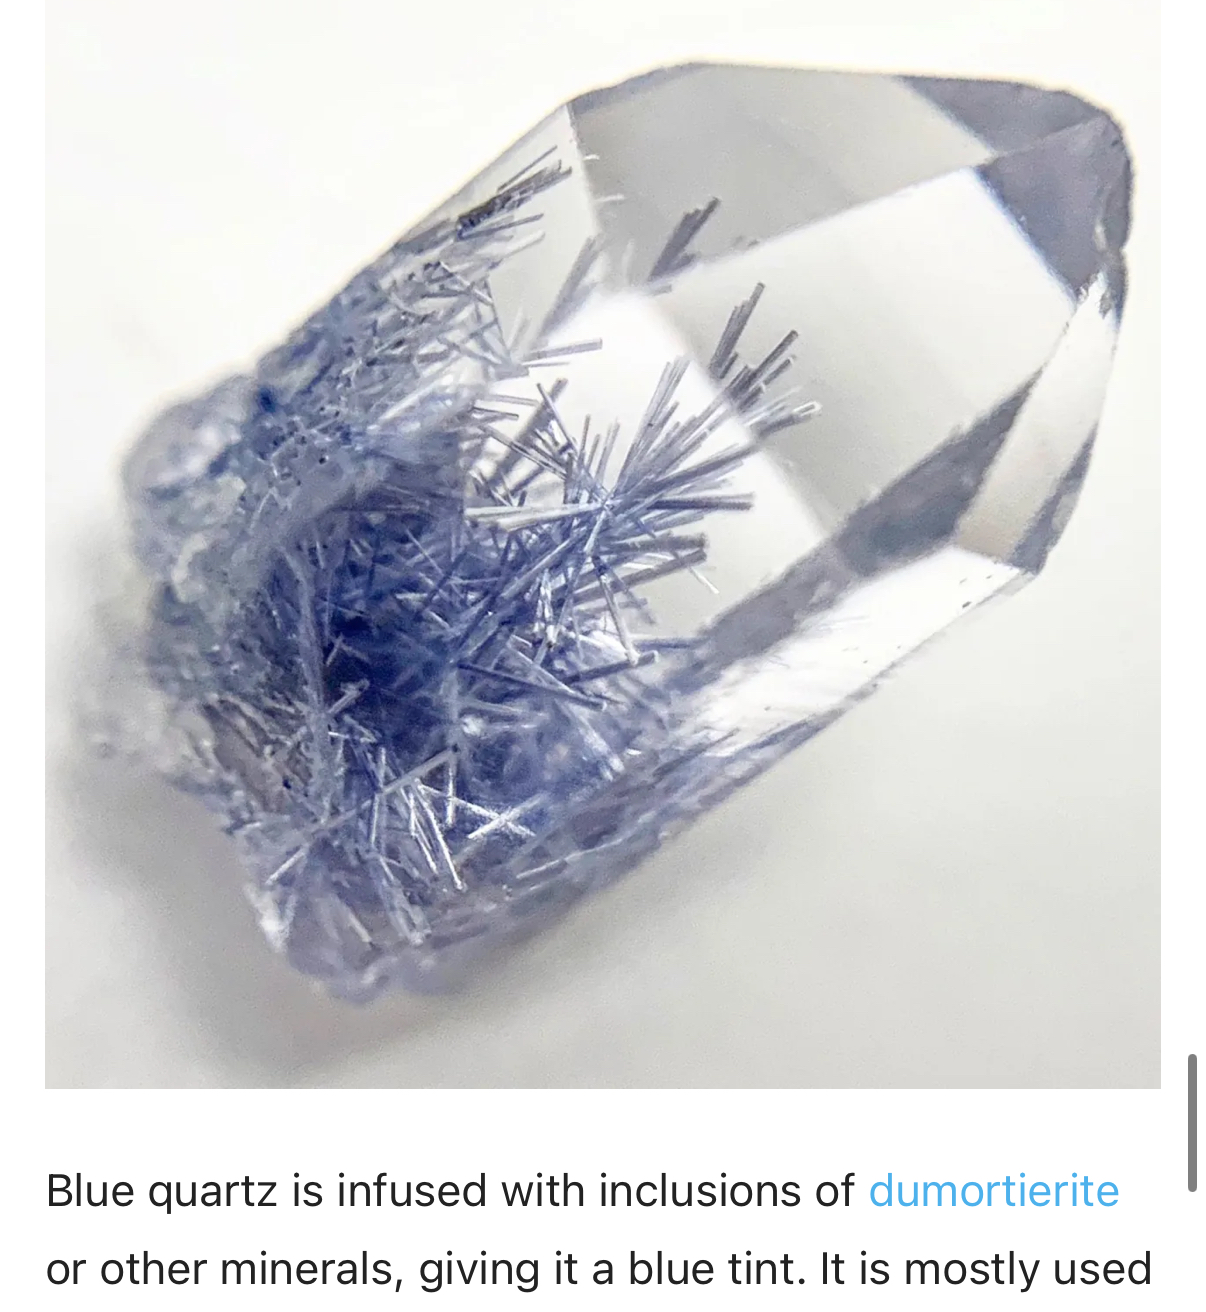 Blue quartz is infused with inclusions of dumortierite
or other minerals, giving it a blue tint. It is mostly used